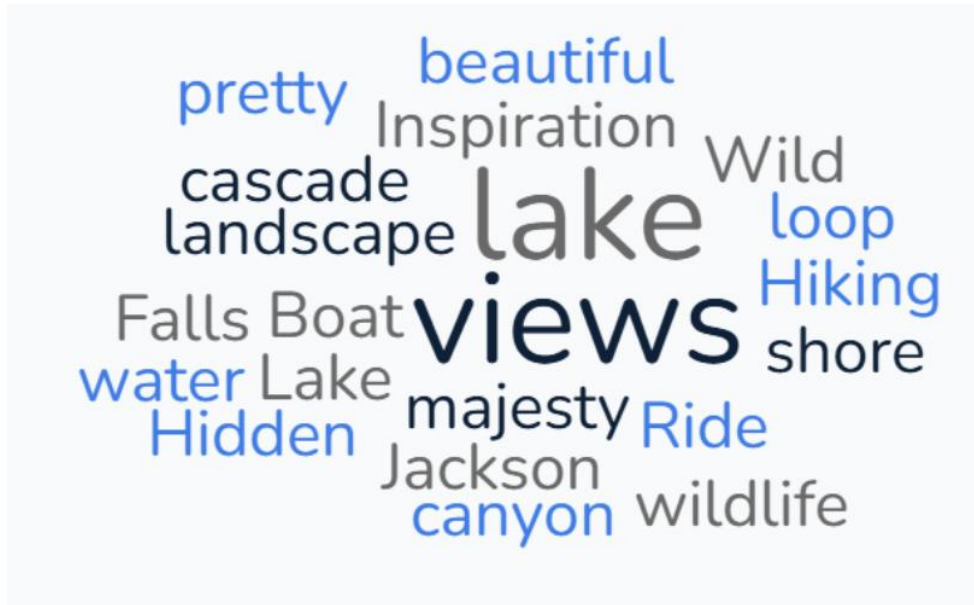 beautiful
pretty
Inspiration
Wild
cascade
lake
loop
landscape
Hiking
Falls
Boat
views
shore
water
Lake
majesty
Ride
Hidden
Jackson
wildlife
canyon